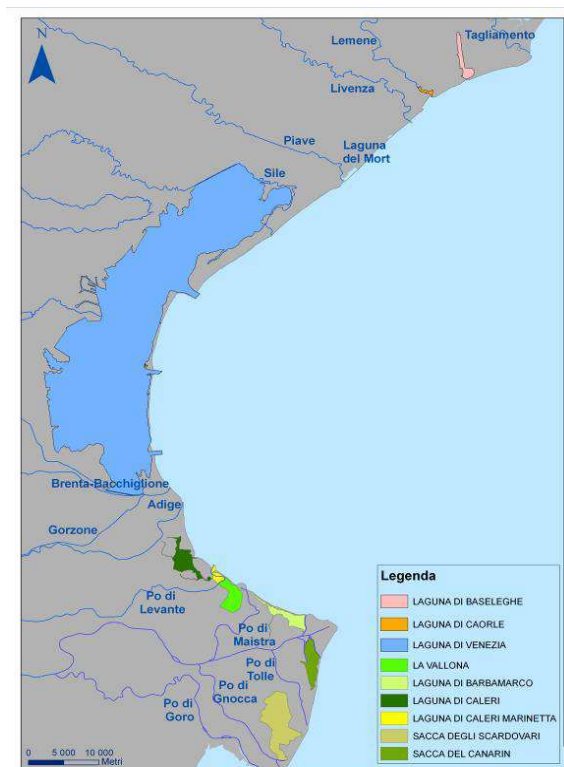 N
Lemene
Tagliamento
Livenza
Piave
Laguna
del Mort
Sile
Brenta-Bacchiglione
Adige
Gorzone
Po di
Levante
Po di
Maistra
Po di
Tolle
Po di
Gnocca
Po di
Goro
0 5 000 10 000
Metri
Legenda
LAGUNA DI BASELEGHE
LAGUNA DI CAORLE
LAGUNA DI VENEZIA
LA VALLONA
LAGUNA DI BARBAMARCO
LAGUNA DI CALERI
LAGUNA DI CALERI MARINETTA
SACCA DEGLI SCARDOVARI
SACCA DEL CANARIN